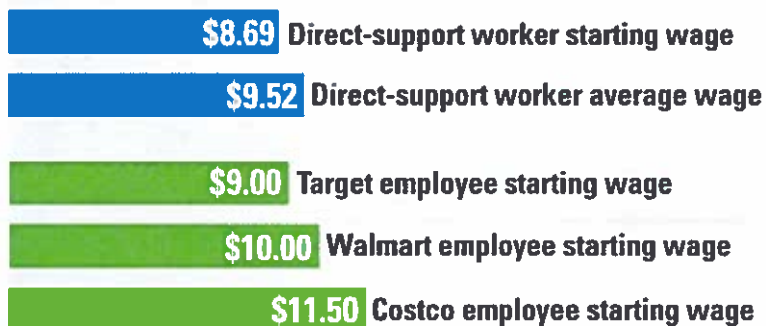 $8.69 Direct-support worker starting wage
$9.52 Direct-support worker average wage
$9.00 Target employee starting wage
$10.00 Walmart employee starting wage
$11.50 Costco employee starting wage